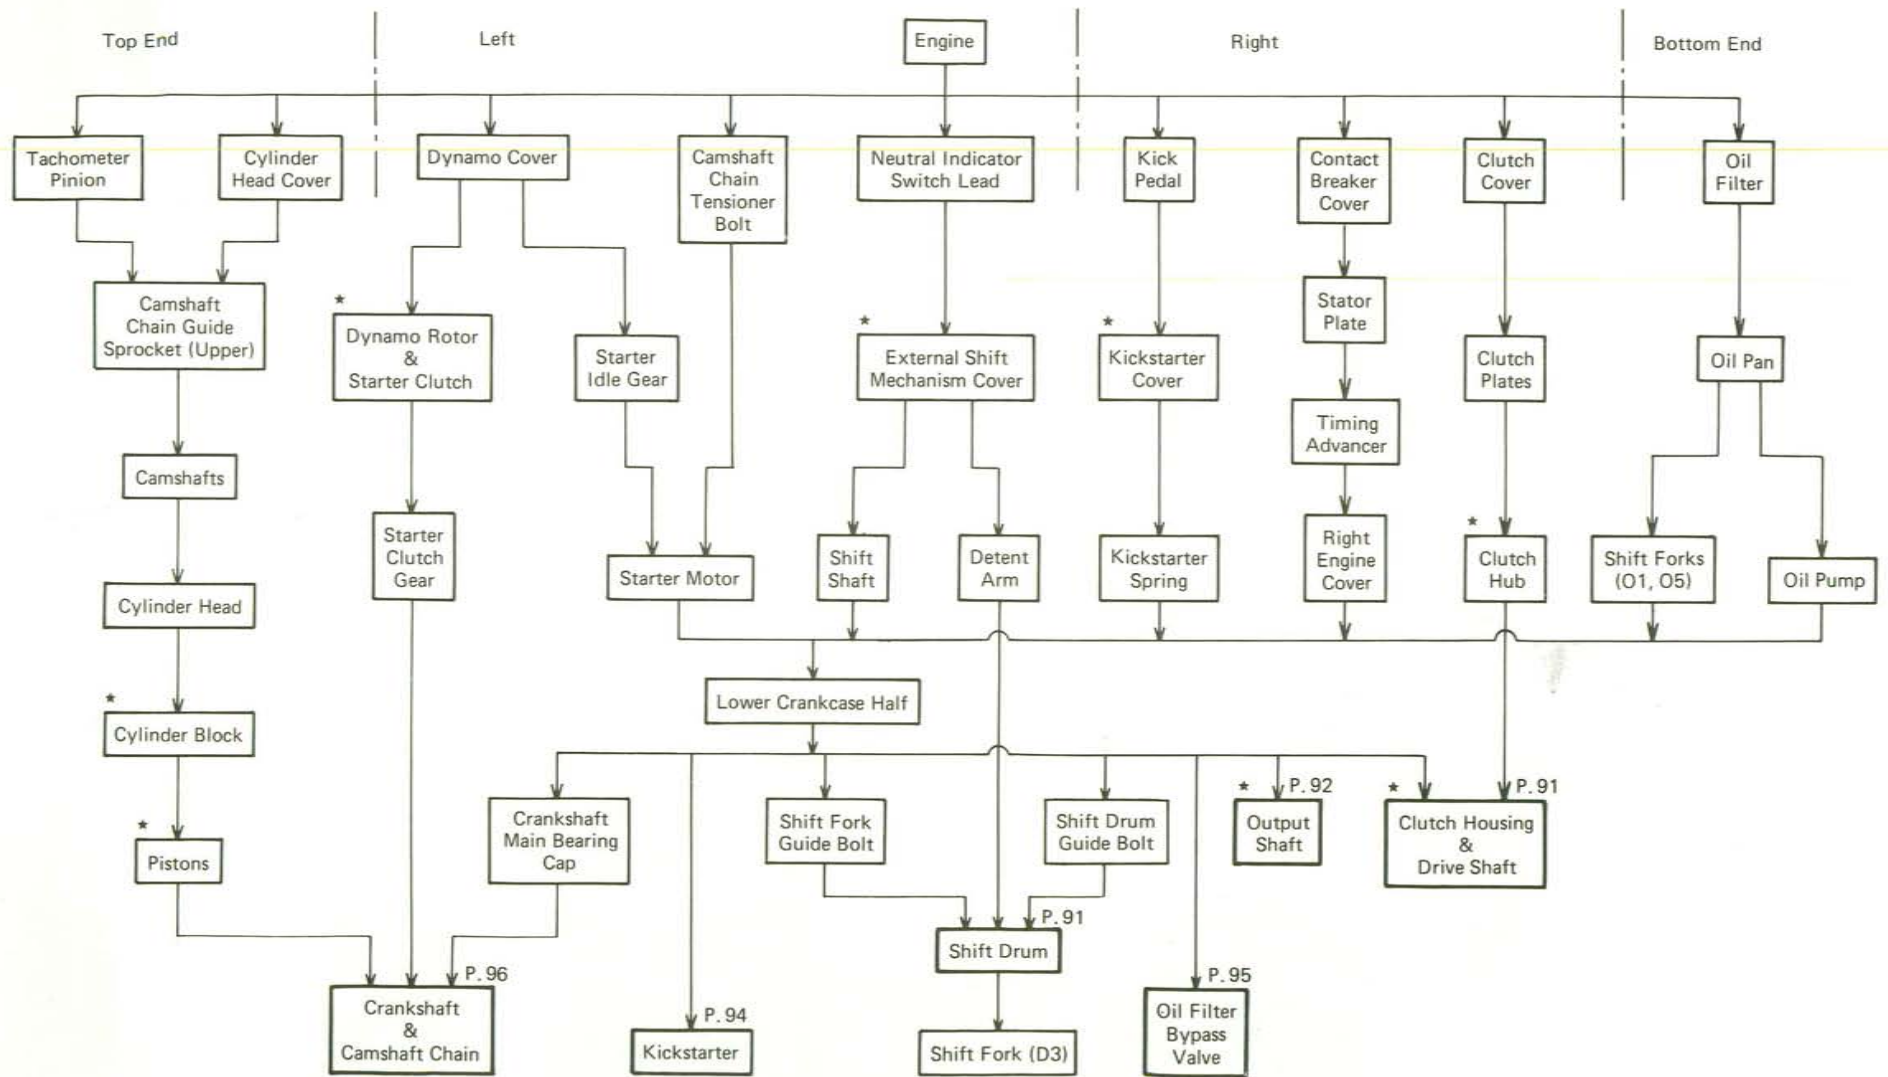 Top End
Left
Engine
Right
Bottom End
Tachometer
Pinion
Cylinder
Head Cover
Dynamo Cover
Camshaft
Chain
Tensioner
Bolt
Neutral Indicator
Switch Lead
Kick
Pedal
Contact
Breaker
Cover
Clutch
Cover
Oil
Filter
Camshaft
Chain Guide
Sprocket (Upper)
★
Dynamo Rotor
&
Starter Clutch
Starter
Idle Gear
★
External Shift
Mechanism Cover
★
Kickstarter
Cover
Stator
Plate
Clutch
Plates
Oil Pan
Timing
Advancer
Camshafts
Starter
Clutch
Gear
Starter Motor
Shift
Shaft
Detent
Arm
Kickstarter
Spring
Right
Engine
Cover
★
Clutch
Hub
Shift Forks
(O1, O5)
Oil Pump
Cylinder Head
Lower Crankcase Half
★
Cylinder Block
★
Pistons
Crankshaft
Main Bearing
Cap
Shift Fork
Guide Bolt
Shift Drum
Guide Bolt
★ P.92
Output
Shaft
★ P.91
Clutch Housing
&
Drive Shaft
P.91
Shift Drum
P.96
Crankshaft
&
Camshaft Chain
P.94
Kickstarter
Shift Fork (D3)
P.95
Oil Filter
Bypass
Valve